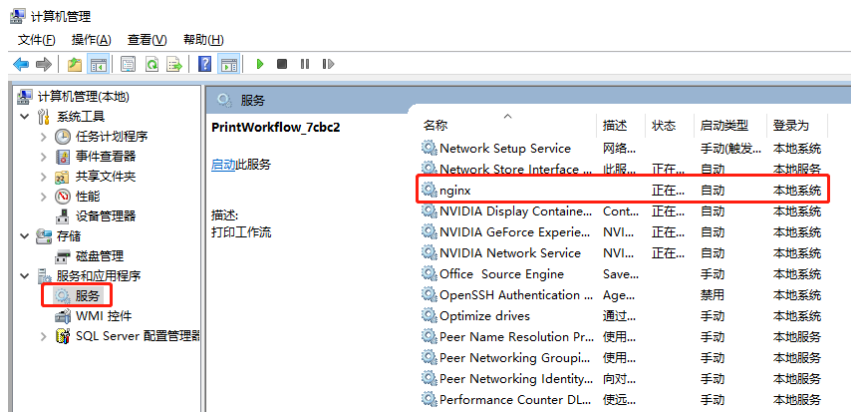 计算机管理
文件(F) 操作(A) 查看(V) 帮助(H)
计算机管理(本地)
系统工具
任务计划程序
事件查看器
共享文件夹
性能
设备管理器
存储
磁盘管理
服务和应用程序
服务
WMI 控件
SQL Server 配置管理器
服务
PrintWorkflow_7cbc2
启动此服务
描述:
打印工作流
名称 描述 状态 启动类型 登录为
Network Setup Service 网络... 手动(触发... 本地系统
Network Store Interface ... 此服... 正在... 自动 本地服务
nginx 正在... 自动 本地系统
NVIDIA Display Containe... Cont... 正在... 自动 本地系统
NVIDIA GeForce Experie... NVI... 正在... 自动 本地系统
NVIDIA Network Service NVI... 正在... 自动 本地系统
Office Source Engine Save... 手动 本地系统
OpenSSH Authentication ... Age... 禁用 本地系统
Optimize drives 通过... 手动 本地系统
Peer Name Resolution Pr... 使用... 手动 本地服务
Peer Networking Groupi... 使用... 手动 本地服务
Peer Networking Identity... 向对... 手动 本地服务
Performance Counter DL... 使远... 手动 本地服务